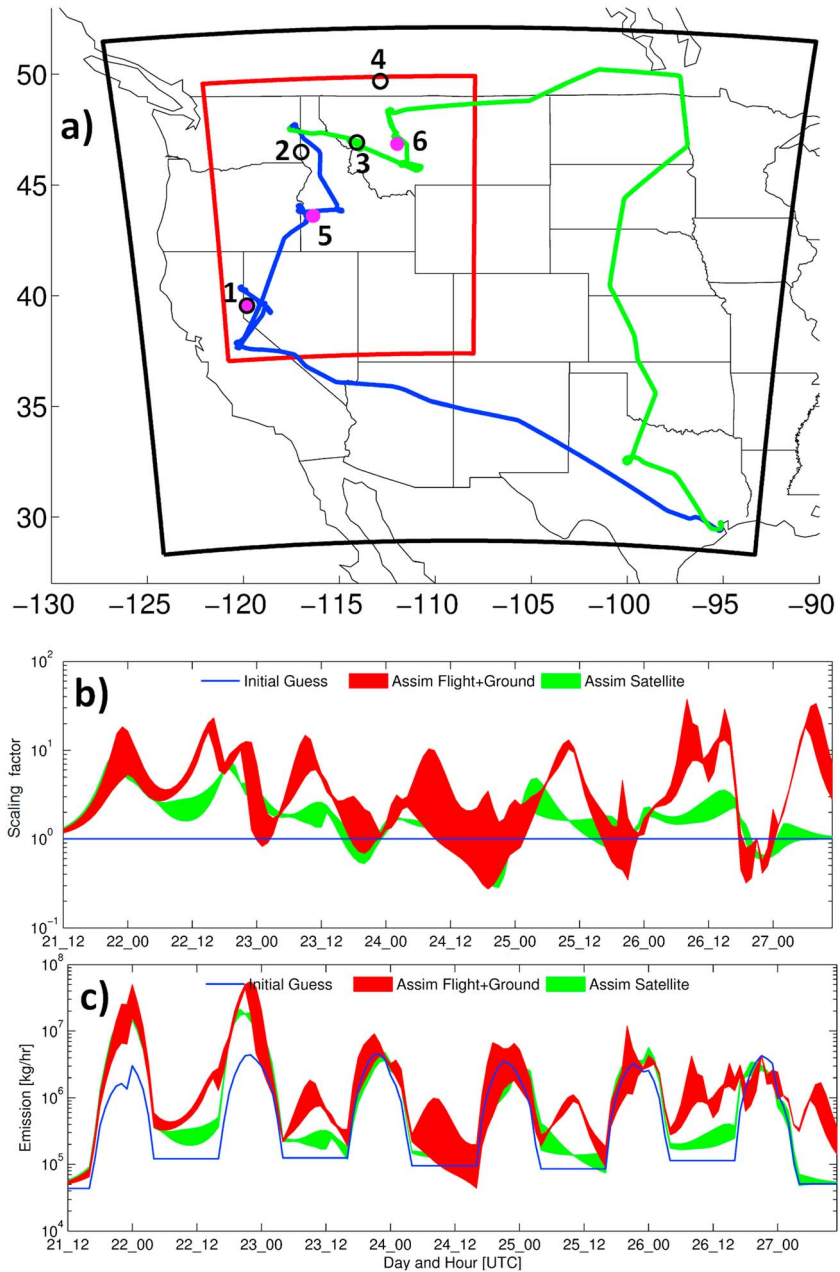 a)
50
45
40
35
30
4
2
3
6
5
1
−130 −120 −115 −110 −105 −100 −95 −90
b)
Initial Guess Assim Flight+Ground Assim Satellite
Scaling factor
10^2
10^1
10^0
10^−1
21_12 22_00 22_12 23_00 23_12 24_00 24_12 25_00 25_12 26_00 26_12 27_00
c)
Initial Guess Assim Flight+Ground Assim Satellite
Emission [kg/hr]
10^8
10^7
10^6
10^5
10^4
21_12 22_00 22_12 23_00 23_12 24_00 24_12 25_00 25_12 26_00 26_12 27_00
Day and Hour [UTC]